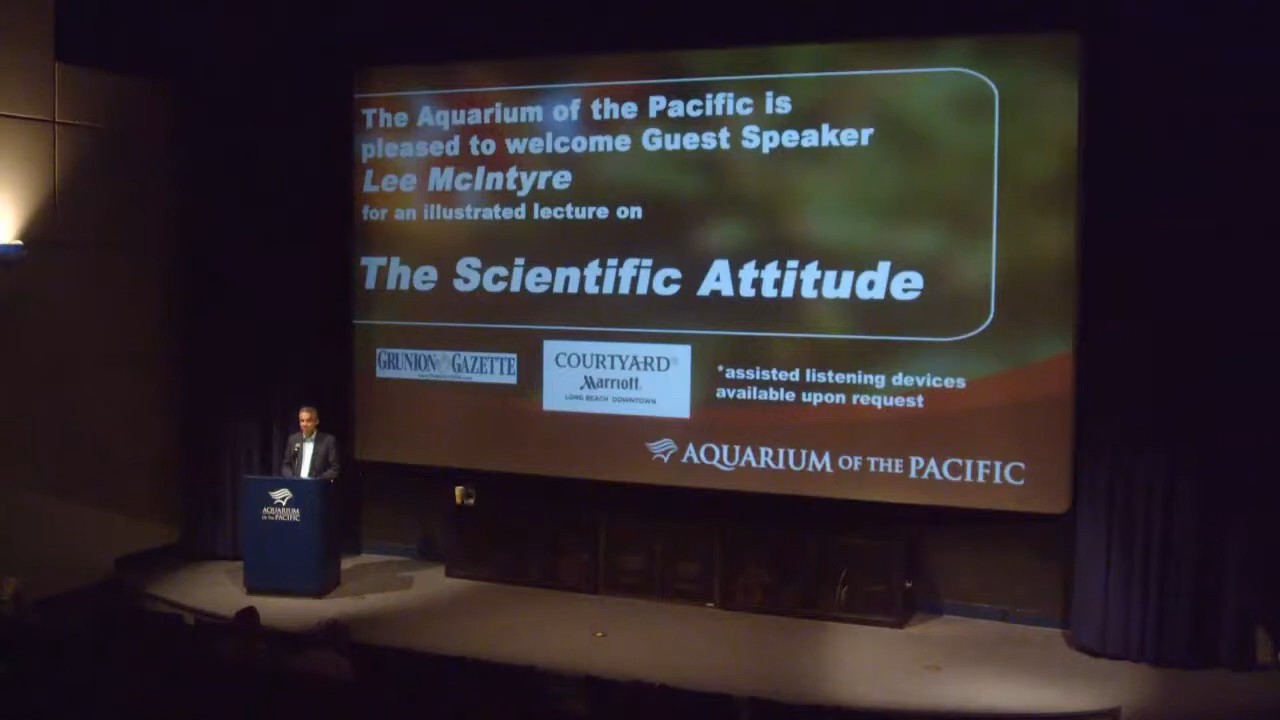 The Aquarium of the Pacific is
pleased to welcome Guest Speaker
Lee McIntyre
for an illustrated lecture on
The Scientific Attitude
GRUNION GAZETTE
COURTYARD®
Marriott
LONG BEACH DOWNTOWN
*assisted listening devices
available upon request
AQUARIUM OF THE PACIFIC
AQUARIUM
OF THE PACIFIC